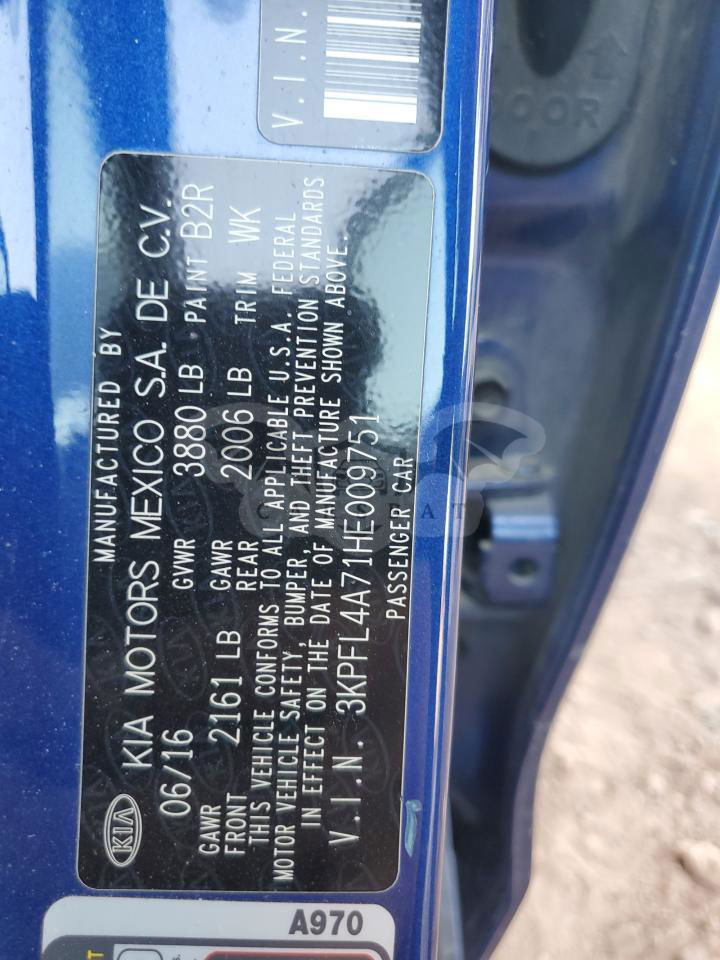 V.I.N.
MANUFACTURED BY
KIA KIA MOTORS MEXICO S.A. DE C.V.
06/16 GVWR 3880 LB PAINT B2R
GAWR FRONT 2161 LB GAWR REAR 2006 LB TRIM WK
THIS VEHICLE CONFORMS TO ALL APPLICABLE U.S.A. FEDERAL
MOTOR VEHICLE SAFETY, BUMPER, AND THEFT PREVENTION STANDARDS
IN EFFECT ON THE DATE OF MANUFACTURE SHOWN ABOVE.
V.I.N. 3KPFL4A71HE009751
PASSENGER CAR
A970